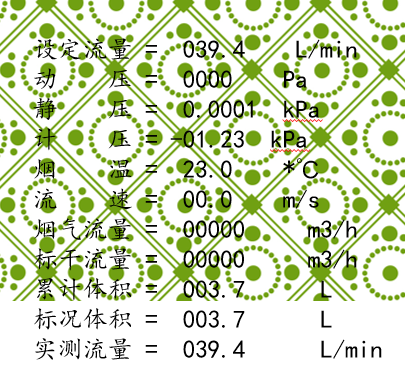 设定流量 = 039.4 L/min
动 压 = 0000 Pa
静 压 = 0.0001 kPa
计 压 = -01.23 kPa
烟 温 = 23.0 *℃
流 速 = 00.0 m/s
烟气流量 = 00000 m3/h
标干流量 = 00000 m3/h
累计体积 = 003.7 L
标况体积 = 003.7 L
实测流量 = 039.4 L/min